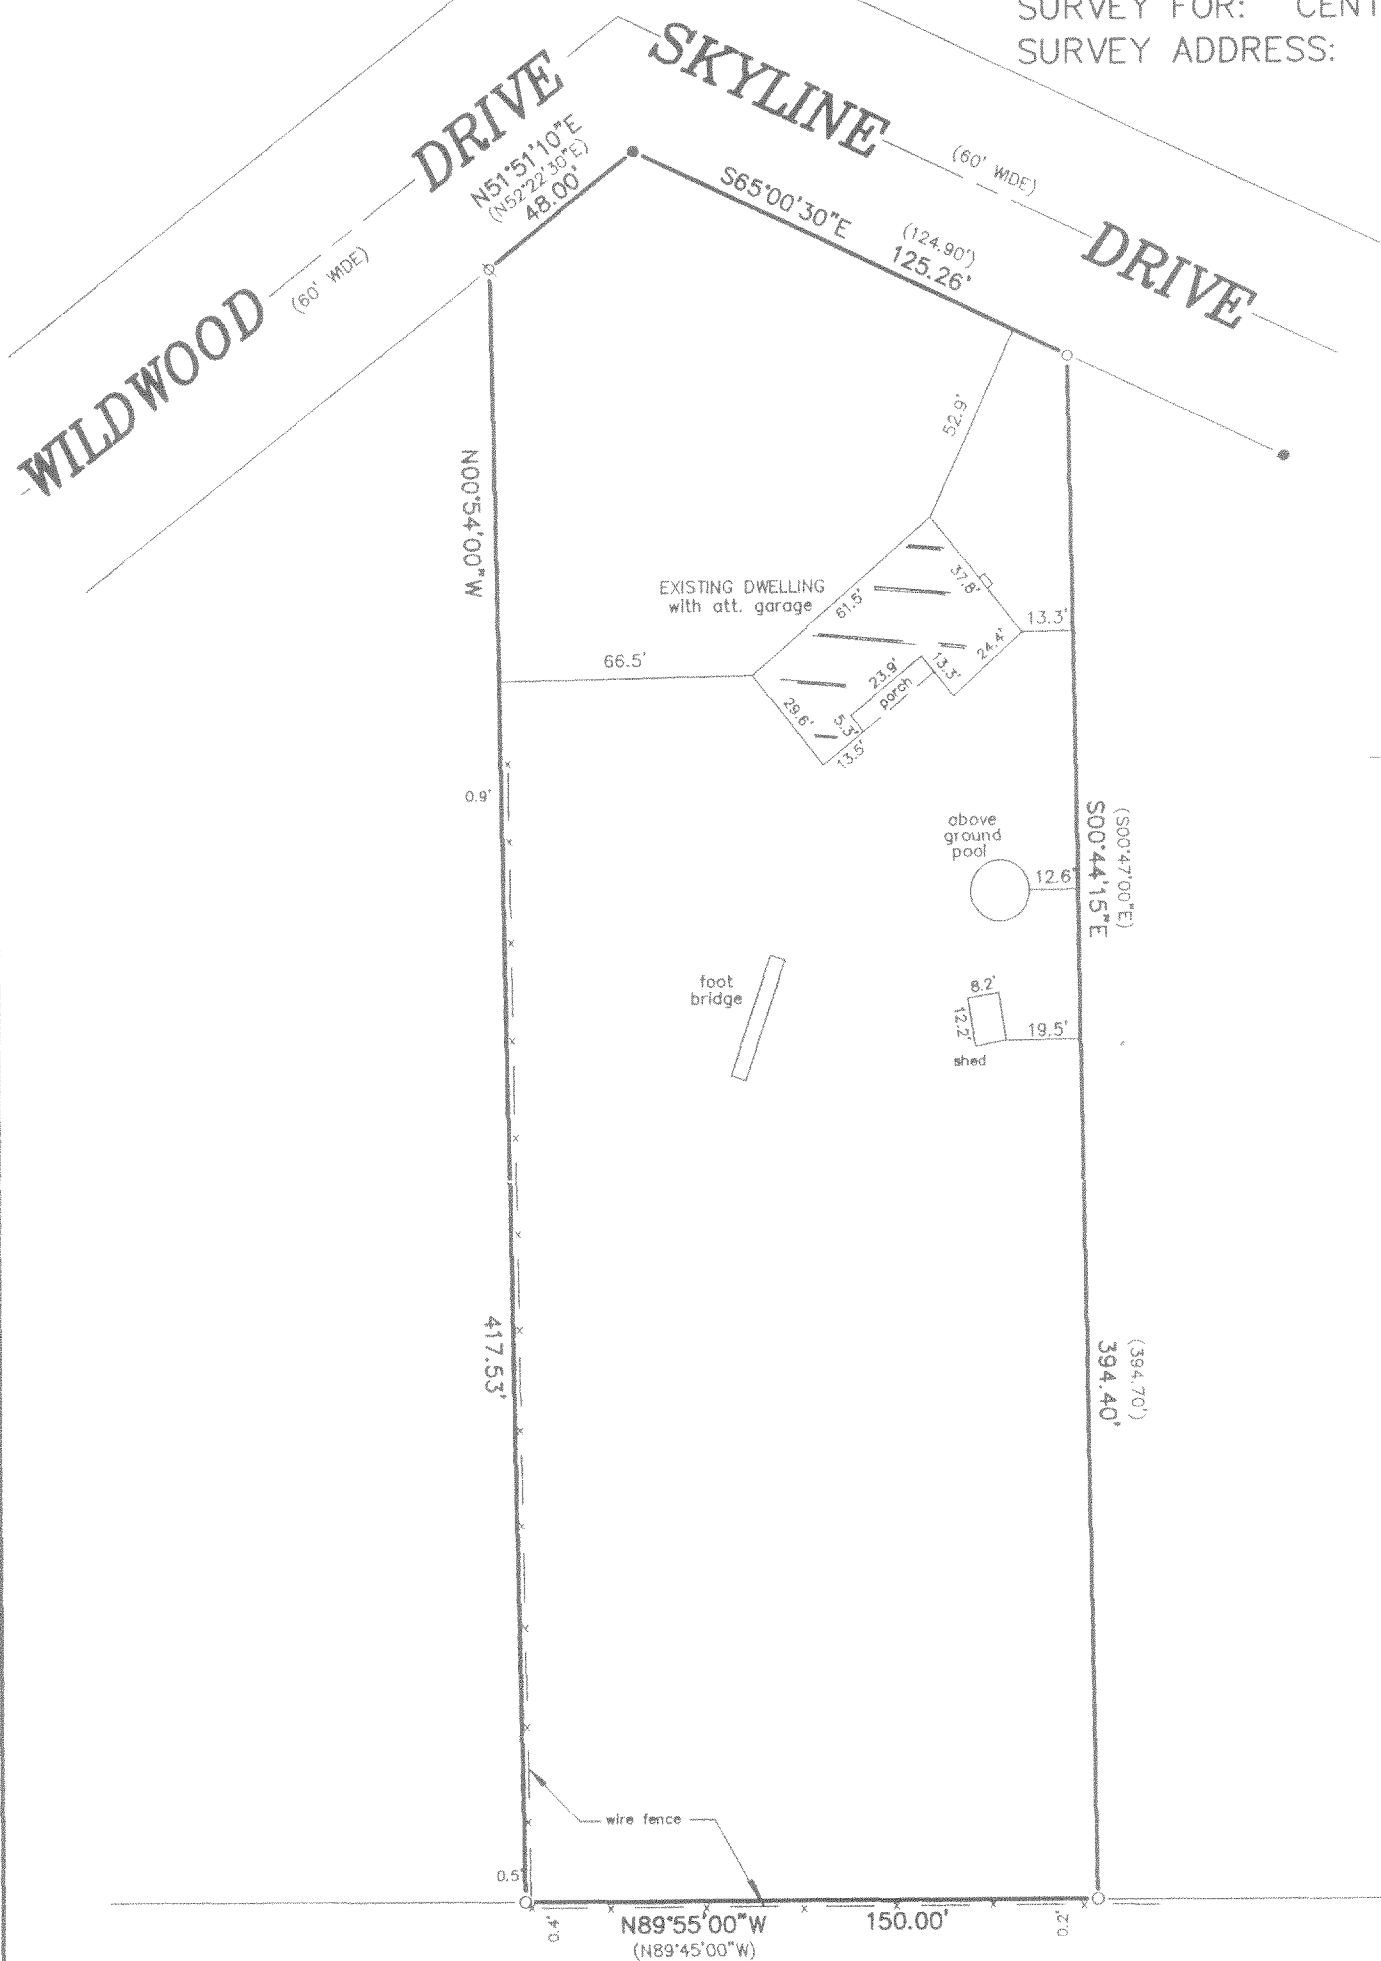 SURVEY FOR: CENT
SURVEY ADDRESS:
WILDWOOD DRIVE
(60' WIDE)
SKYLINE DRIVE
(60' WIDE)
N51°51'10"E
(N52°22'30"E)
48.00'
S65°00'30"E
(124.90')
125.26'
52.9'
N00°54'00"W
EXISTING DWELLING
with att. garage
61.5'
37.8'
13.3'
66.5'
24.4'
13.3'
23.9'
porch
29.6'
5.3'
13.5'
0.9'
above
ground
pool
12.6'
(S00°47'00"E)
S00°44'15"E
foot
bridge
8.2'
12.2'
19.5'
shed
417.53'
(394.70')
394.40'
wire fence
0.5'
0.4'
N89°55'00"W 150.00'
(N89°45'00"W)
0.2'